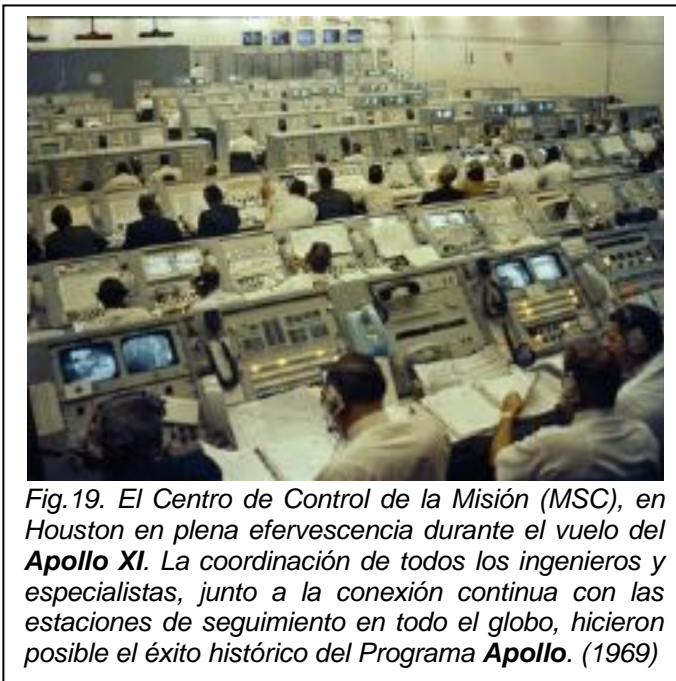 Fig.19. El Centro de Control de la Misión (MSC), en
Houston en plena efervescencia durante el vuelo del
Apollo XI. La coordinación de todos los ingenieros y
especialistas, junto a la conexión continua con las
estaciones de seguimiento en todo el globo, hicieron
posible el éxito histórico del Programa Apollo. (1969)